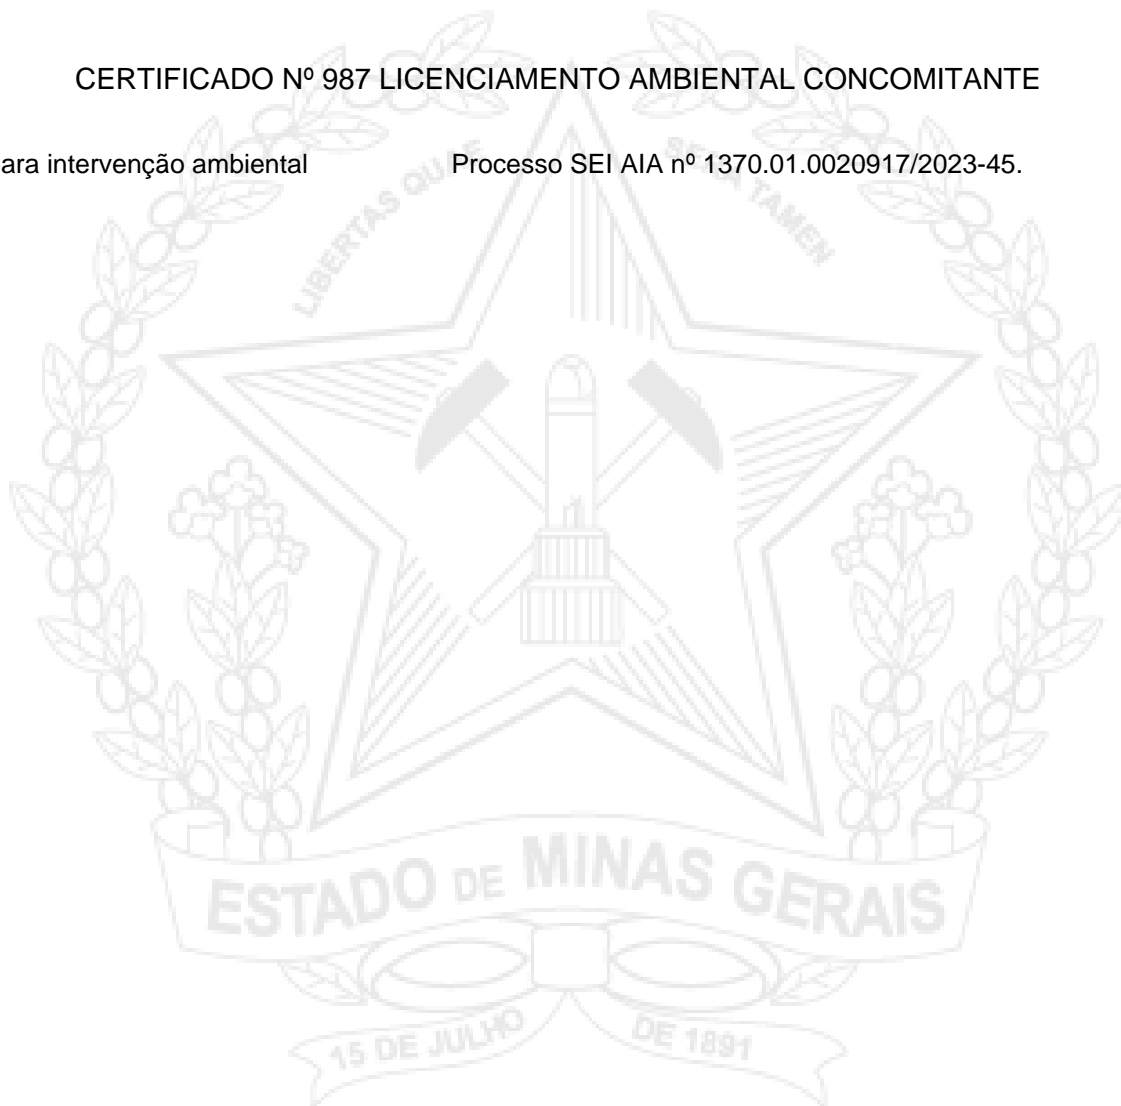 CERTIFICADO Nº 987 LICENCIAMENTO AMBIENTAL CONCOMITANTE
ara intervenção ambiental Processo SEI AIA nº 1370.01.0020917/2023-45.
LIBERTAS QUÆ SERA TAMEN
ESTADO DE MINAS GERAIS
15 DE JULHO DE 1891